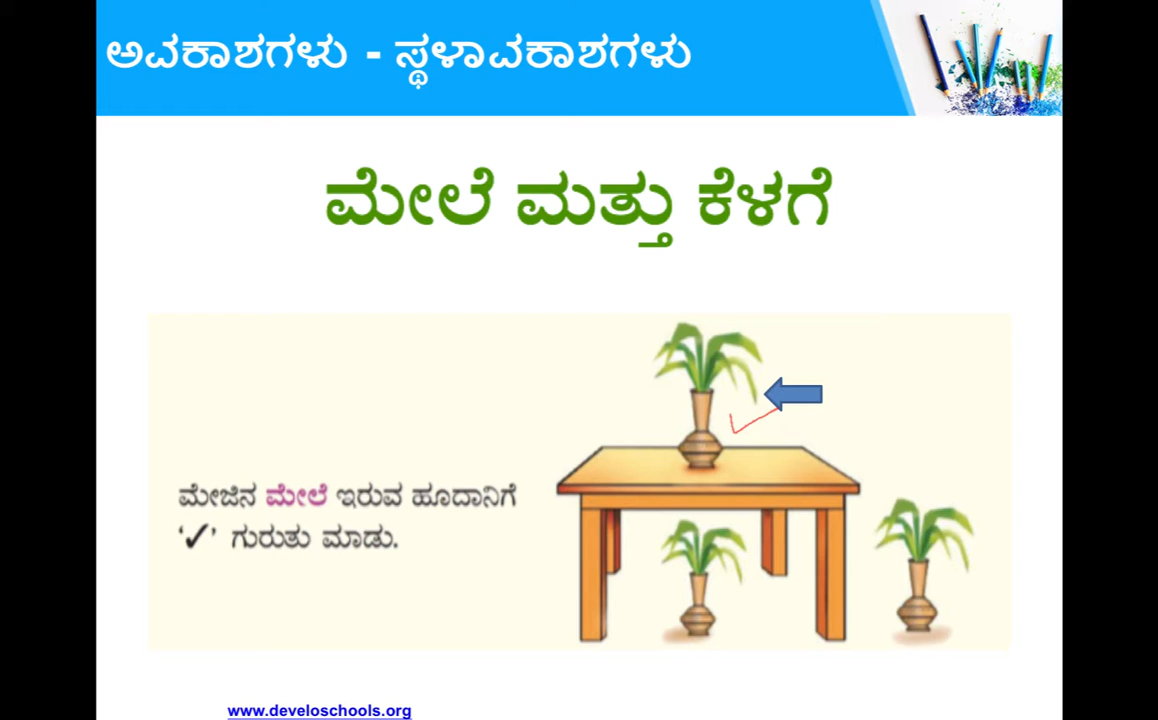 ಅವಕಾಶಗಳು - ಸ್ಥಳಾವಕಾಶಗಳು
ಮೇಲೆ ಮತ್ತು ಕೆಳಗೆ
ಮೇಜಿನ ಮೇಲೆ ಇರುವ ಹೂದಾನಿಗೆ
‘✓’ ಗುರುತು ಮಾಡು.
www.develoschools.org